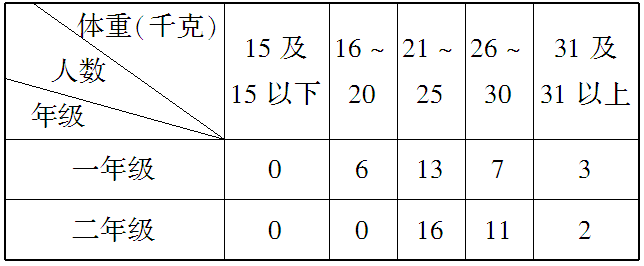 体重(千克)
人数
年级
15 及
15 以下
16 ~
20
21 ~
25
26 ~
30
31 及
31 以上
一年级 0 6 13 7 3
二年级 0 0 16 11 2